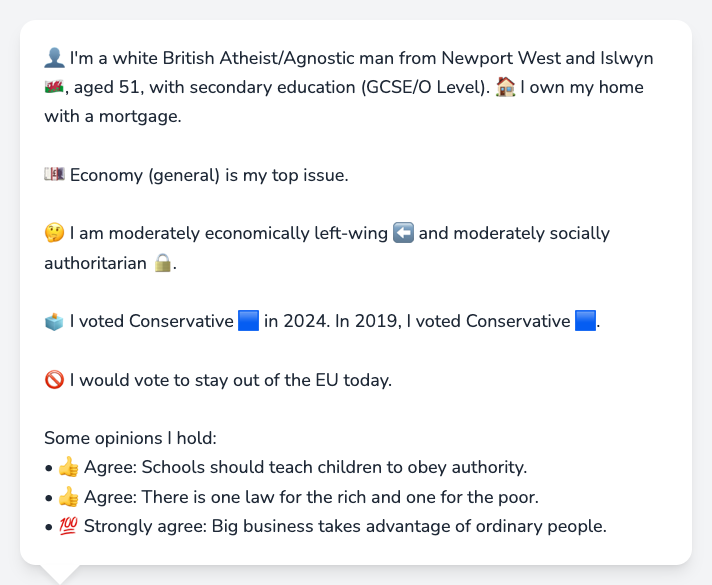 👤 I'm a white British Atheist/Agnostic man from Newport West and Islwyn
🏴󠁧󠁢󠁷󠁬󠁳󠁿, aged 51, with secondary education (GCSE/O Level). 🏠 I own my home
with a mortgage.
💷 Economy (general) is my top issue.
🤔 I am moderately economically left-wing ⬅️ and moderately socially
authoritarian 🔒.
🗳️ I voted Conservative 🟦 in 2024. In 2019, I voted Conservative 🟦.
🚫 I would vote to stay out of the EU today.
Some opinions I hold:
• 👍 Agree: Schools should teach children to obey authority.
• 👍 Agree: There is one law for the rich and one for the poor.
• 💯 Strongly agree: Big business takes advantage of ordinary people.